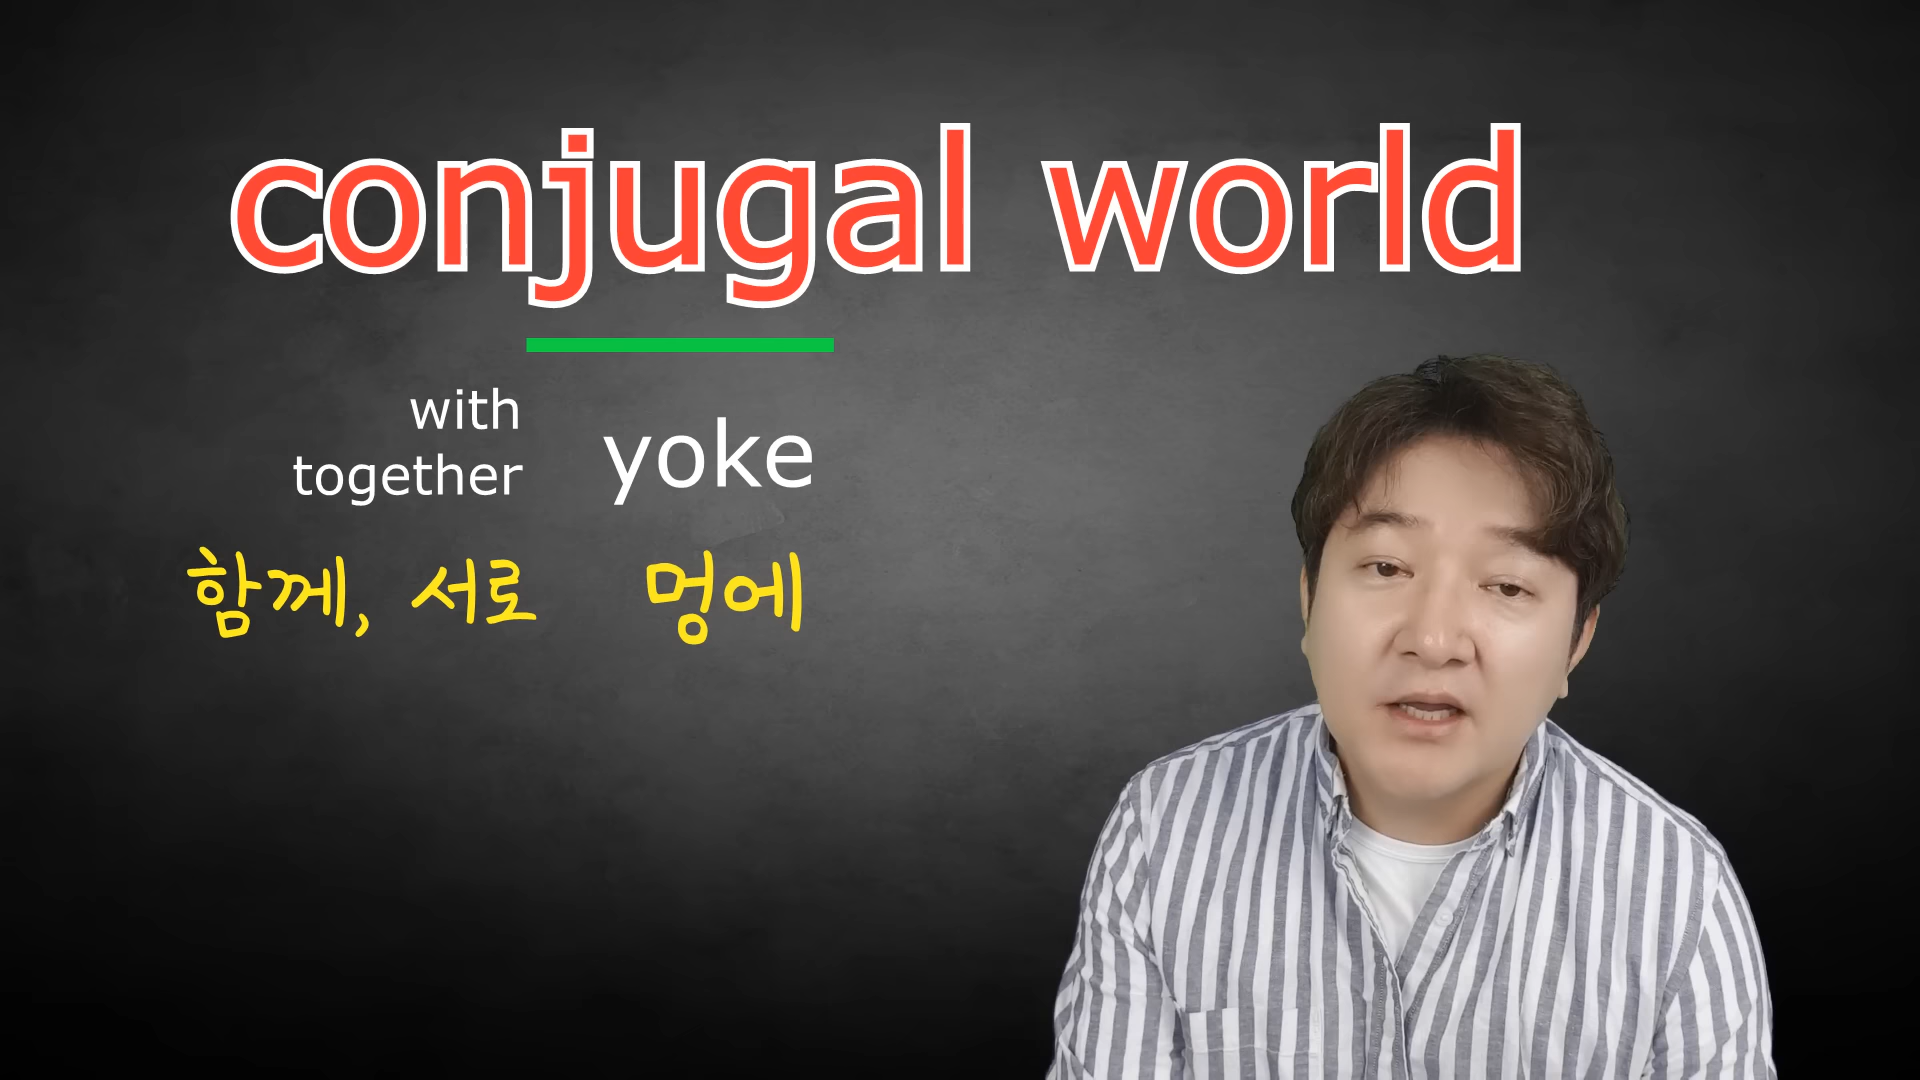 conjugal world
with
together
yoke
함께, 서로
멍에